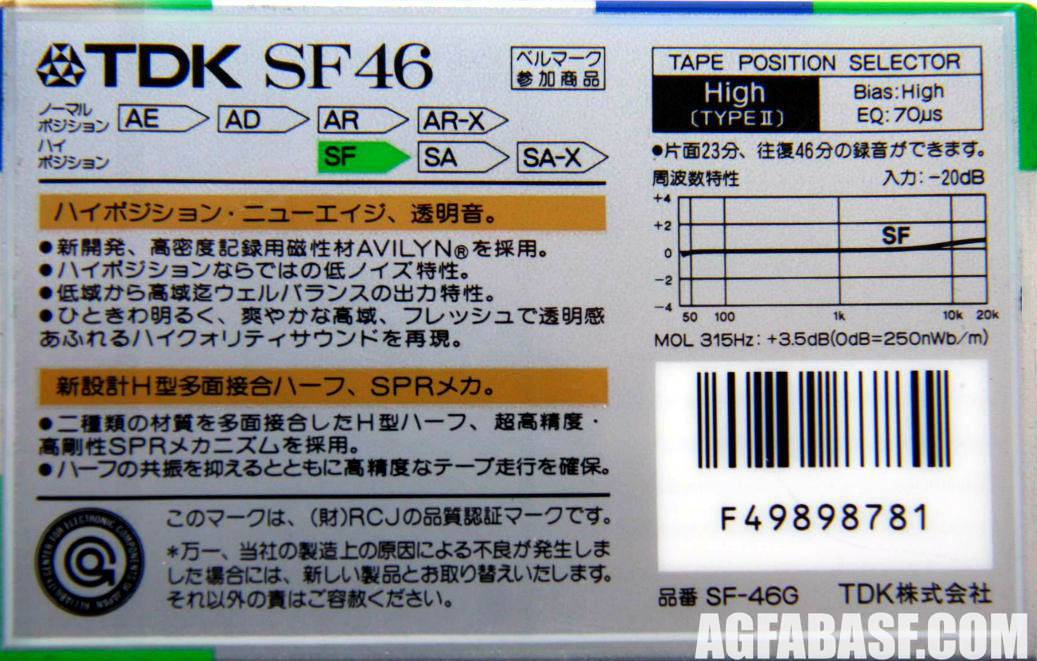 TDK SF46
ベルマーク
参加商品
ノーマル
ポジション AE AD AR AR-X
ハイ
ポジション SF SA SA-X
ハイポジション・ニューエイジ、透明音。
●新開発、高密度記録用磁性材AVILYN®を採用。
●ハイポジションならではの低ノイズ特性。
●低域から高域迄ウェルバランスの出力特性。
●ひときわ明るく、爽やかな高域、フレッシュで透明感
あふれるハイクォリティサウンドを再現。
新設計H型多面接合ハーフ、SPRメカ。
●二種類の材質を多面接合したH型ハーフ、超高精度・
高剛性SPRメカニズムを採用。
●ハーフの共振を抑えるとともに高精度なテープ走行を確保。
このマークは、(財)RCJの品質認証マークです。
*万一、当社の製造上の原因による不良が発生しま
した場合には、新しい製品とお取り替えいたします。
それ以外の責はご容赦ください。
TAPE POSITION SELECTOR
High
(TYPE II)
Bias:High
EQ:70μs
●片面23分、往復46分の録音ができます。
周波数特性 入力:-20dB
+4
+2
0
-2
-4
SF
50 100 1k 10k 20k
MOL 315Hz:+3.5dB(0dB=250nWb/m)
F49898781
品番 SF-46G TDK株式会社
AGFABASF.COM